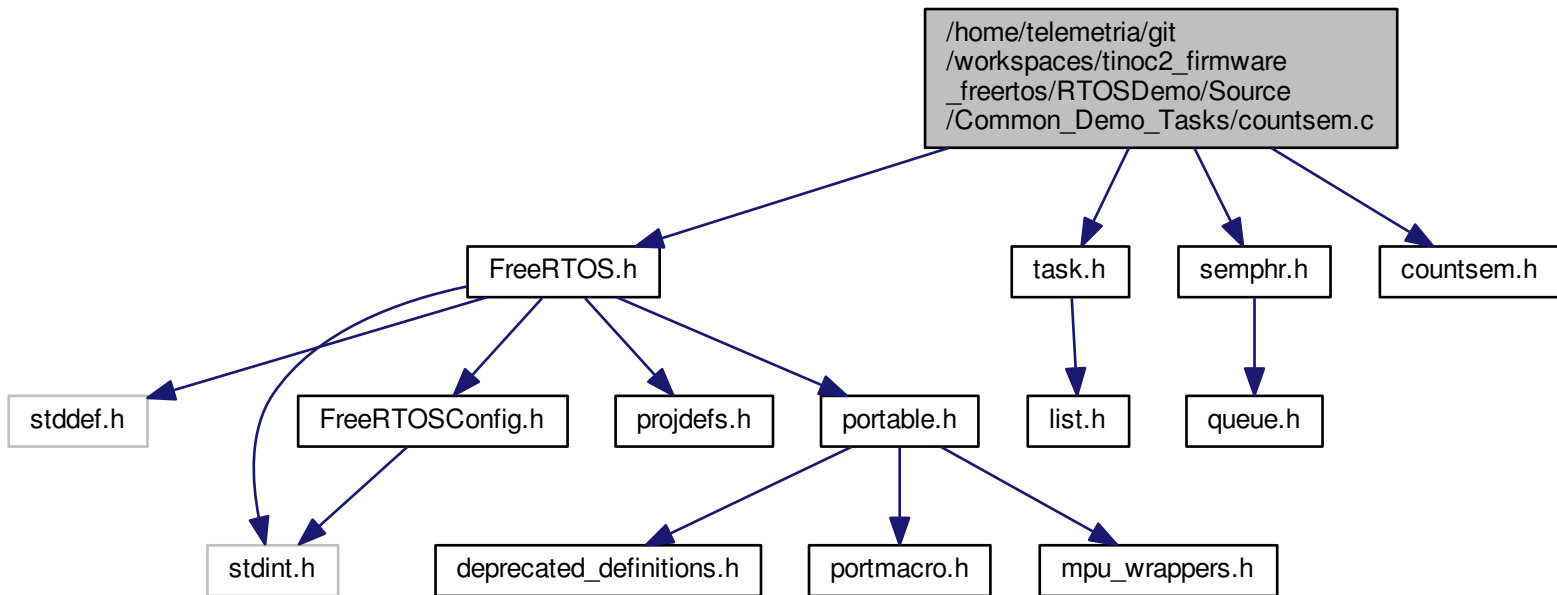 /home/telemetria/git
/workspaces/tinoc2_firmware
_freertos/RTOSDemo/Source
/Common_Demo_Tasks/countsem.c
FreeRTOS.h
task.h
semphr.h
countsem.h
stddef.h
FreeRTOSConfig.h
projdefs.h
portable.h
list.h
queue.h
stdint.h
deprecated_definitions.h
portmacro.h
mpu_wrappers.h